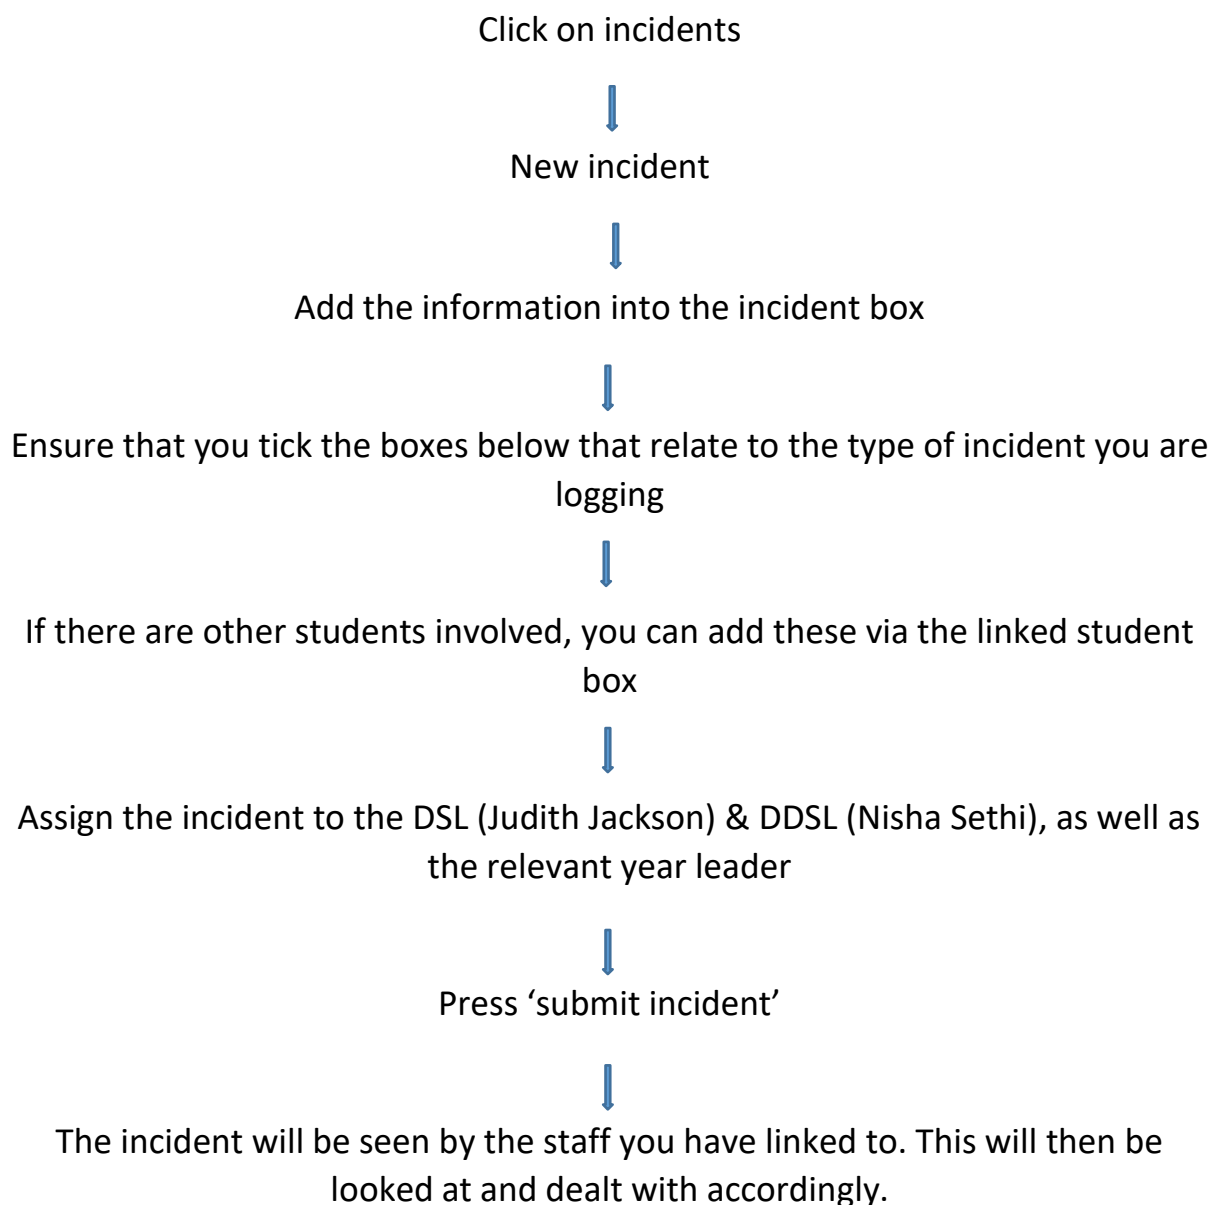 Click on incidents
New incident
Add the information into the incident box
Ensure that you tick the boxes below that relate to the type of incident you are
logging
If there are other students involved, you can add these via the linked student
box
Assign the incident to the DSL (Judith Jackson) & DDSL (Nisha Sethi), as well as
the relevant year leader
Press ‘submit incident’
The incident will be seen by the staff you have linked to. This will then be
looked at and dealt with accordingly.